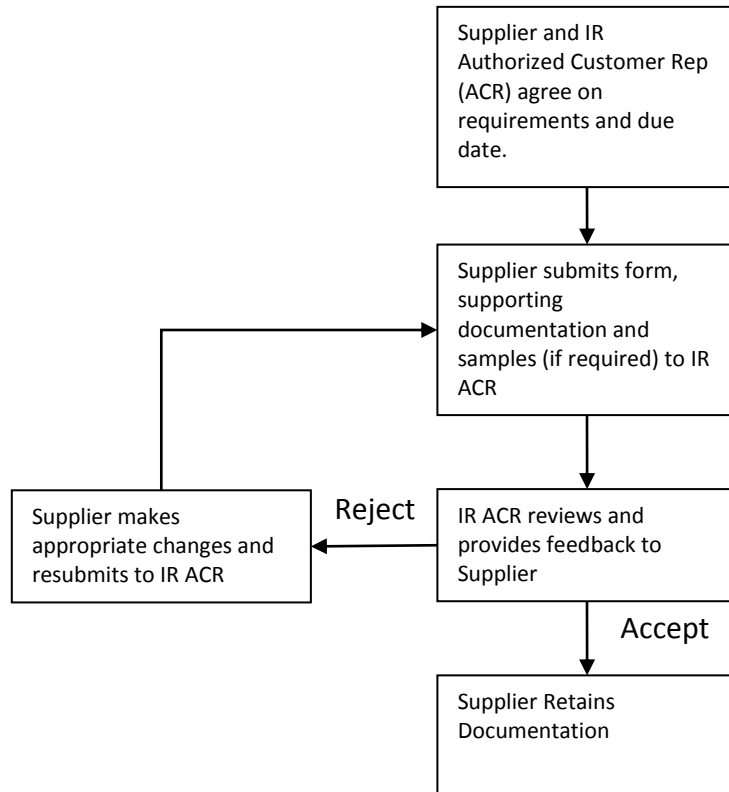 Supplier and IR
Authorized Customer Rep
(ACR) agree on
requirements and due
date.
Supplier submits form,
supporting
documentation and
samples (if required) to IR
ACR
Supplier makes
appropriate changes and
resubmits to IR ACR
Reject
IR ACR reviews and
provides feedback to
Supplier
Accept
Supplier Retains
Documentation